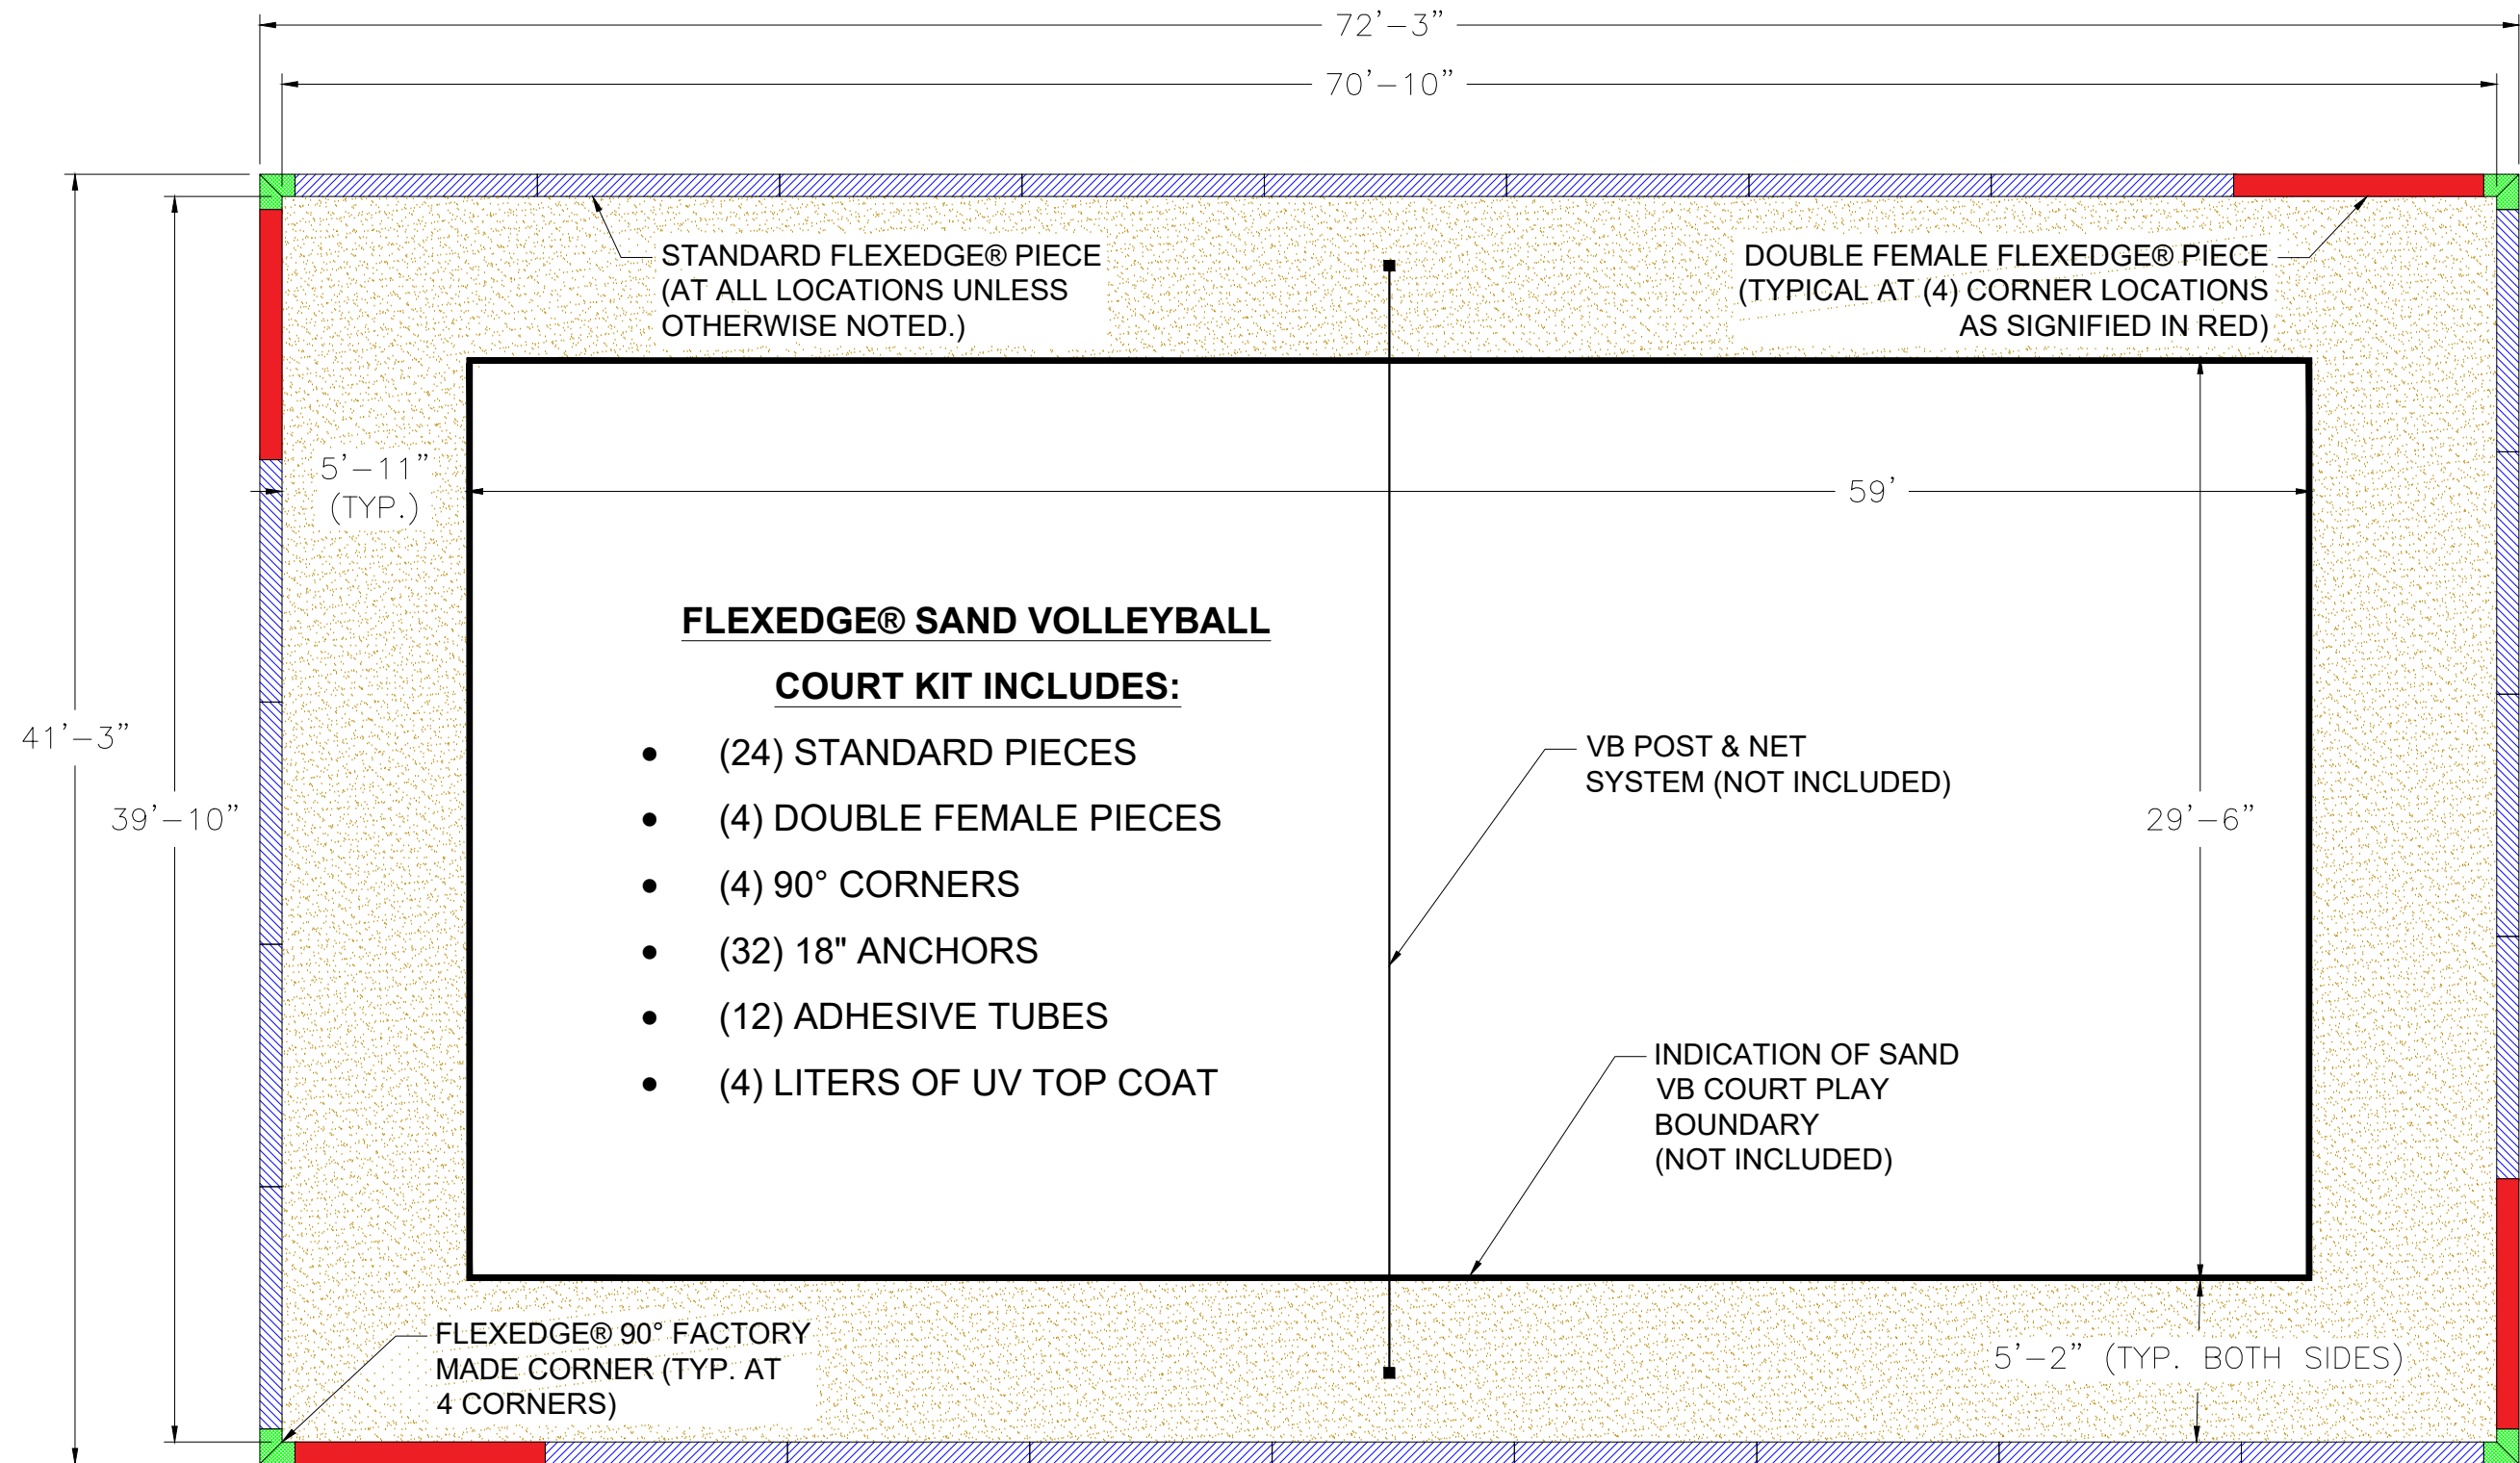 72'-3"
70'-10"
STANDARD FLEXEDGE® PIECE
(AT ALL LOCATIONS UNLESS
OTHERWISE NOTED.)
DOUBLE FEMALE FLEXEDGE® PIECE
(TYPICAL AT (4) CORNER LOCATIONS
AS SIGNIFIED IN RED)
5'-11"
(TYP.)
59'
FLEXEDGE® SAND VOLLEYBALL
COURT KIT INCLUDES:
• (24) STANDARD PIECES
• (4) DOUBLE FEMALE PIECES
• (4) 90° CORNERS
• (32) 18" ANCHORS
• (12) ADHESIVE TUBES
• (4) LITERS OF UV TOP COAT
41'-3"
39'-10"
VB POST & NET
SYSTEM (NOT INCLUDED)
29'-6"
INDICATION OF SAND
VB COURT PLAY
BOUNDARY
(NOT INCLUDED)
FLEXEDGE® 90° FACTORY
MADE CORNER (TYP. AT
4 CORNERS)
5'-2" (TYP. BOTH SIDES)